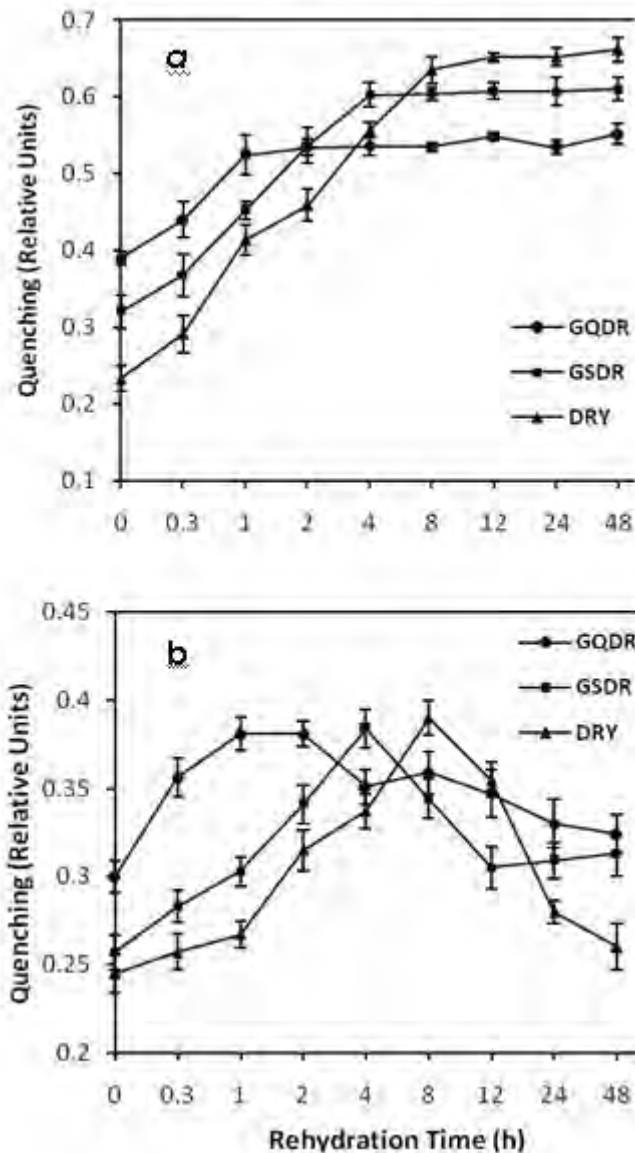 a
Quenching (Relative Units)
0.7
0.6
0.5
0.4
0.3
0.2
0.1
GQDR
GSDR
DRY
0 0.3 1 2 4 8 12 24 48
b
Quenching (Relative Units)
0.45
0.4
0.35
0.3
0.25
0.2
GQDR
GSDR
DRY
0 0.3 1 2 4 8 12 24 48
Rehydration Time (h)